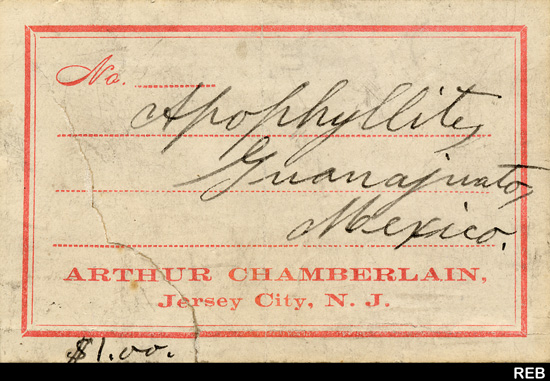 No.
Apophyllite,
Guanajuato,
Mexico.
ARTHUR CHAMBERLAIN,
Jersey City, N. J.
$1.00.
REB